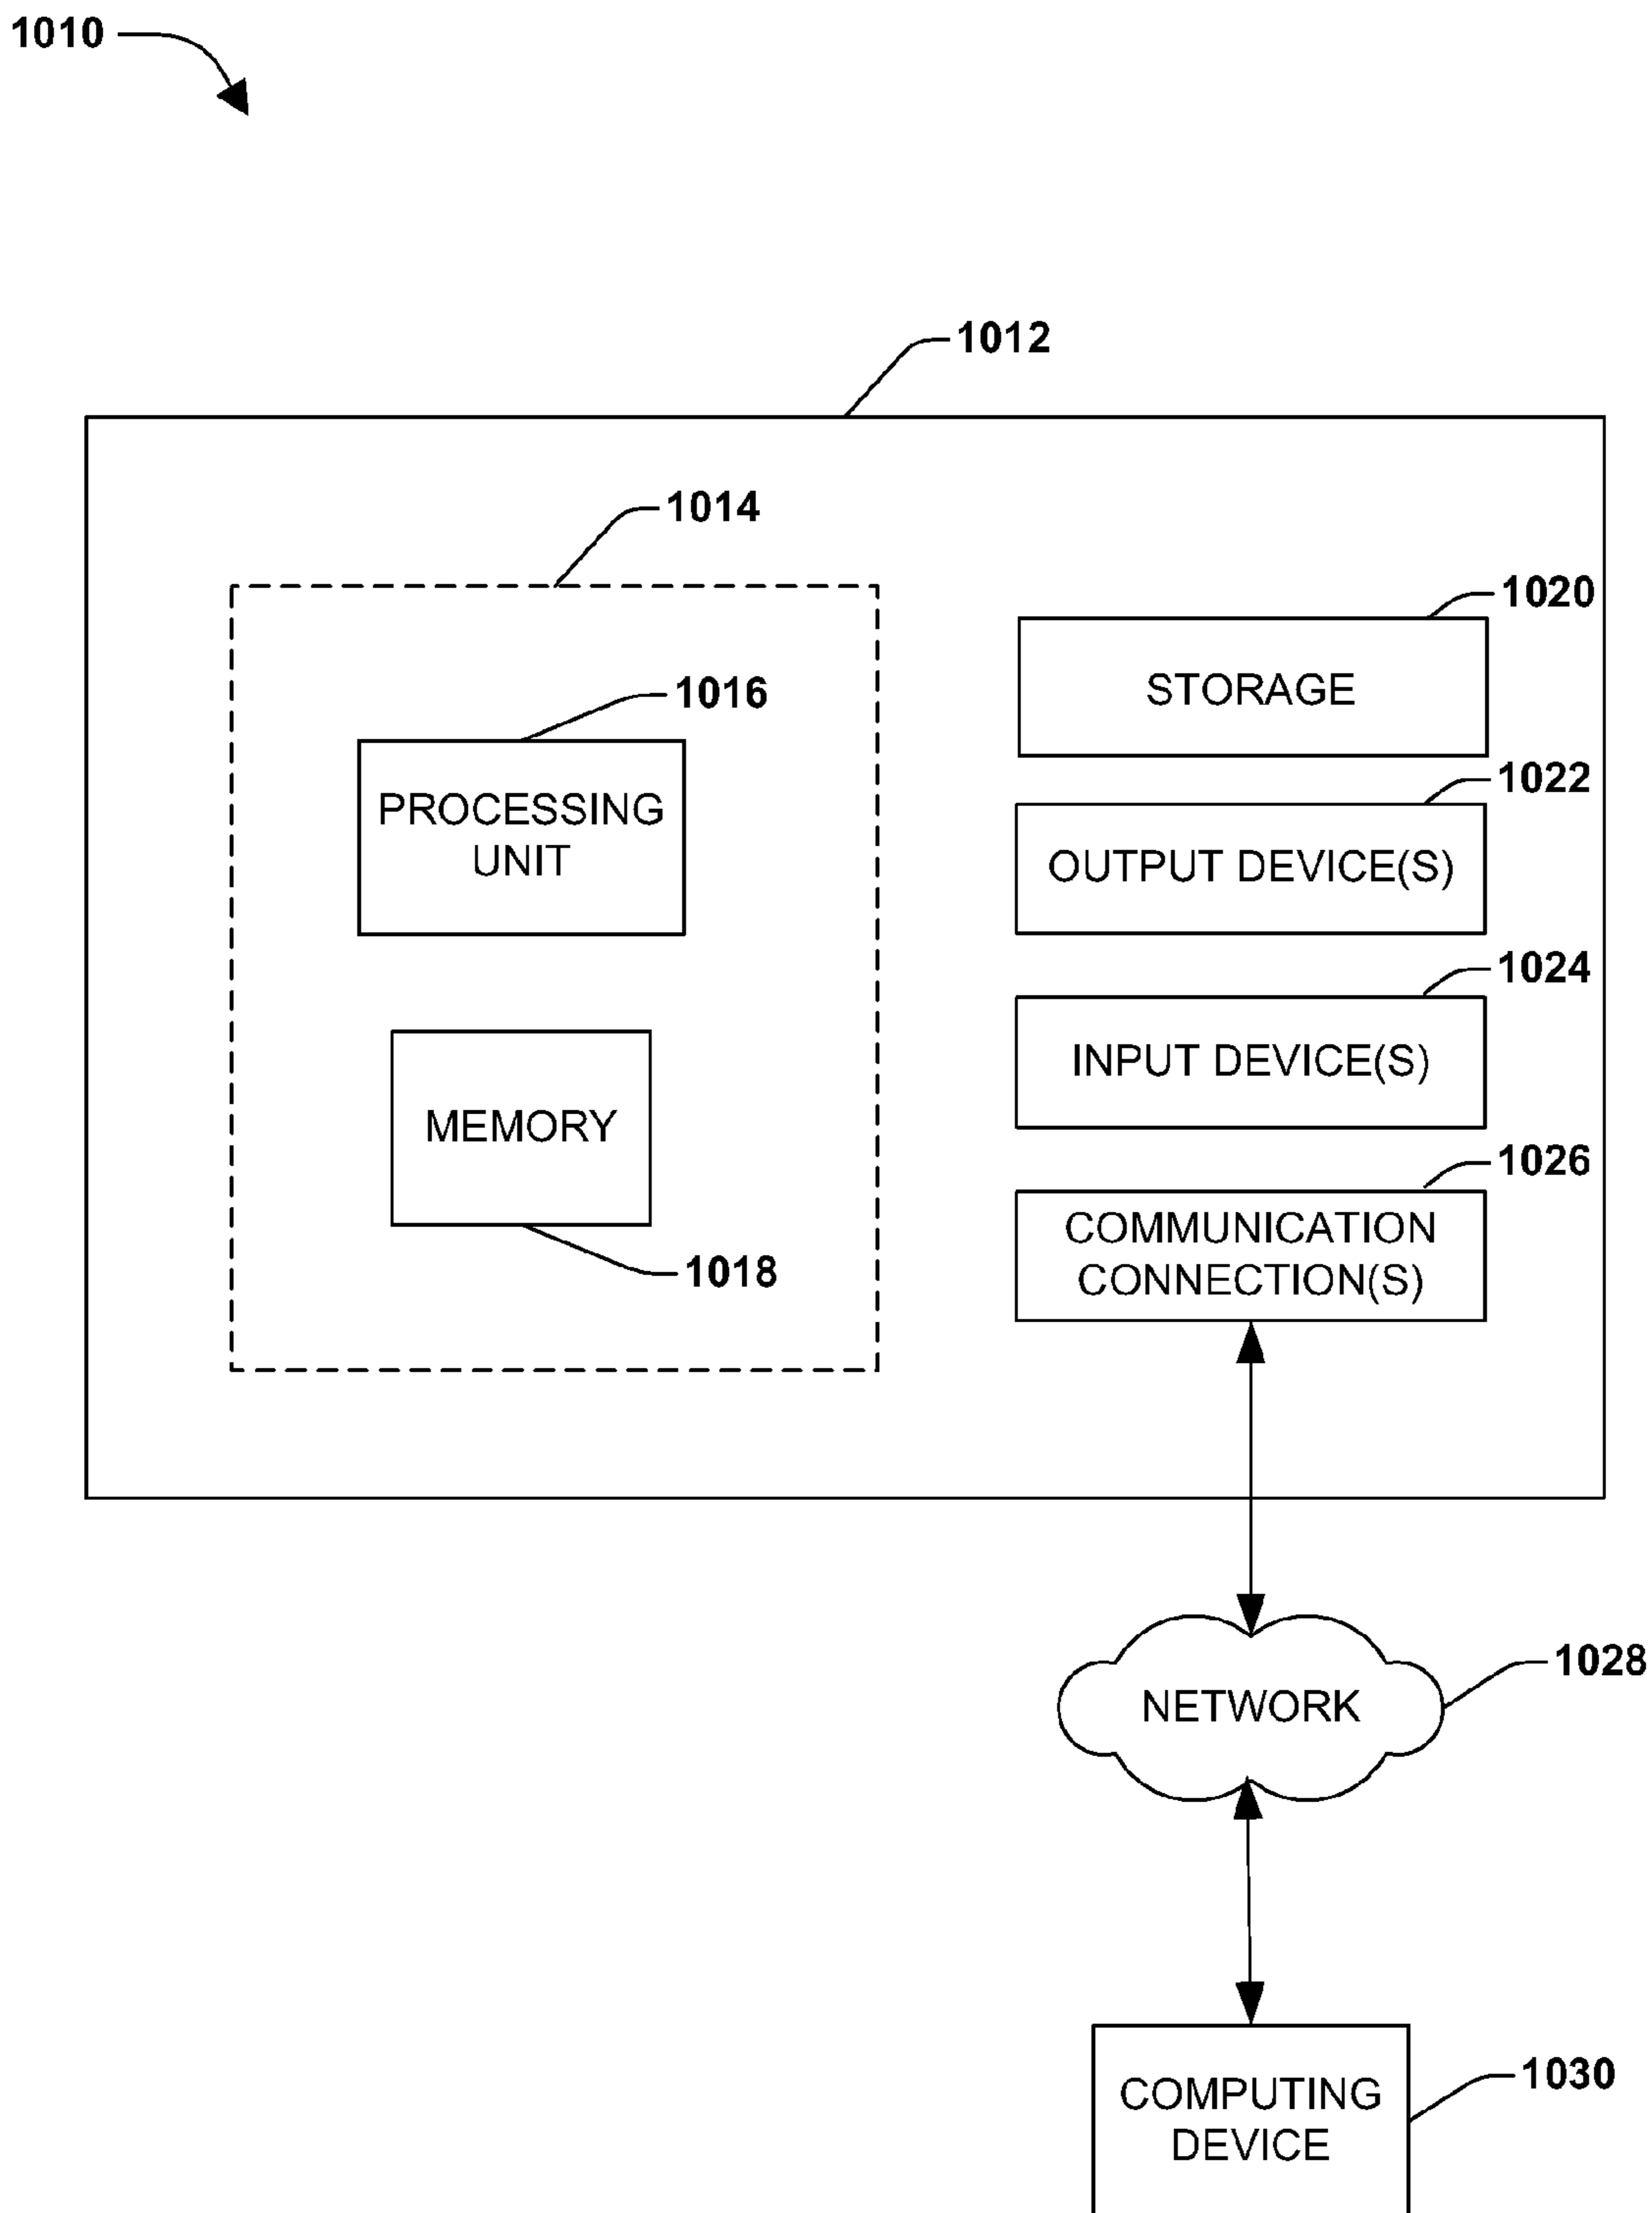 1010
1012
1014
1020
STORAGE
1016
1022
PROCESSING
UNIT
OUTPUT DEVICE(S)
1024
INPUT DEVICE(S)
MEMORY
1026
COMMUNICATION
CONNECTION(S)
1018
1028
NETWORK
1030
COMPUTING
DEVICE